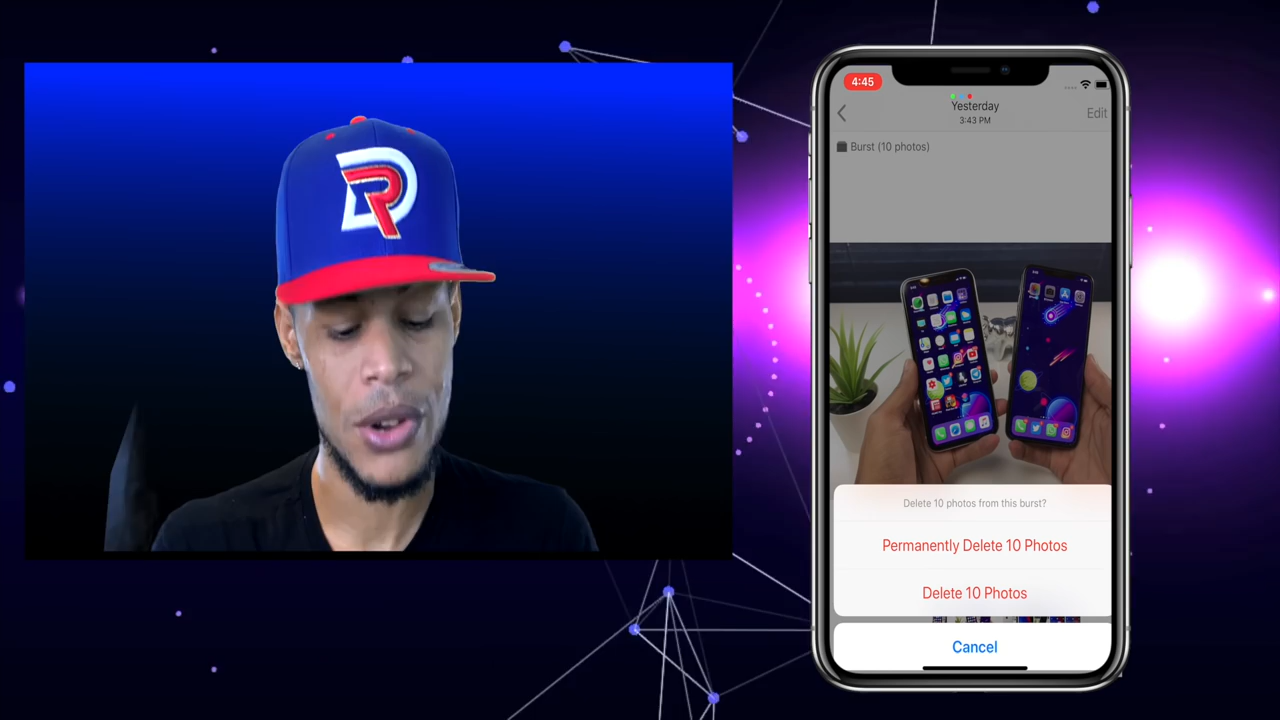 DR
4:45
Yesterday
3:43 PM
Edit
Burst (10 photos)
Delete 10 photos from this burst?
Permanently Delete 10 Photos
Delete 10 Photos
Cancel